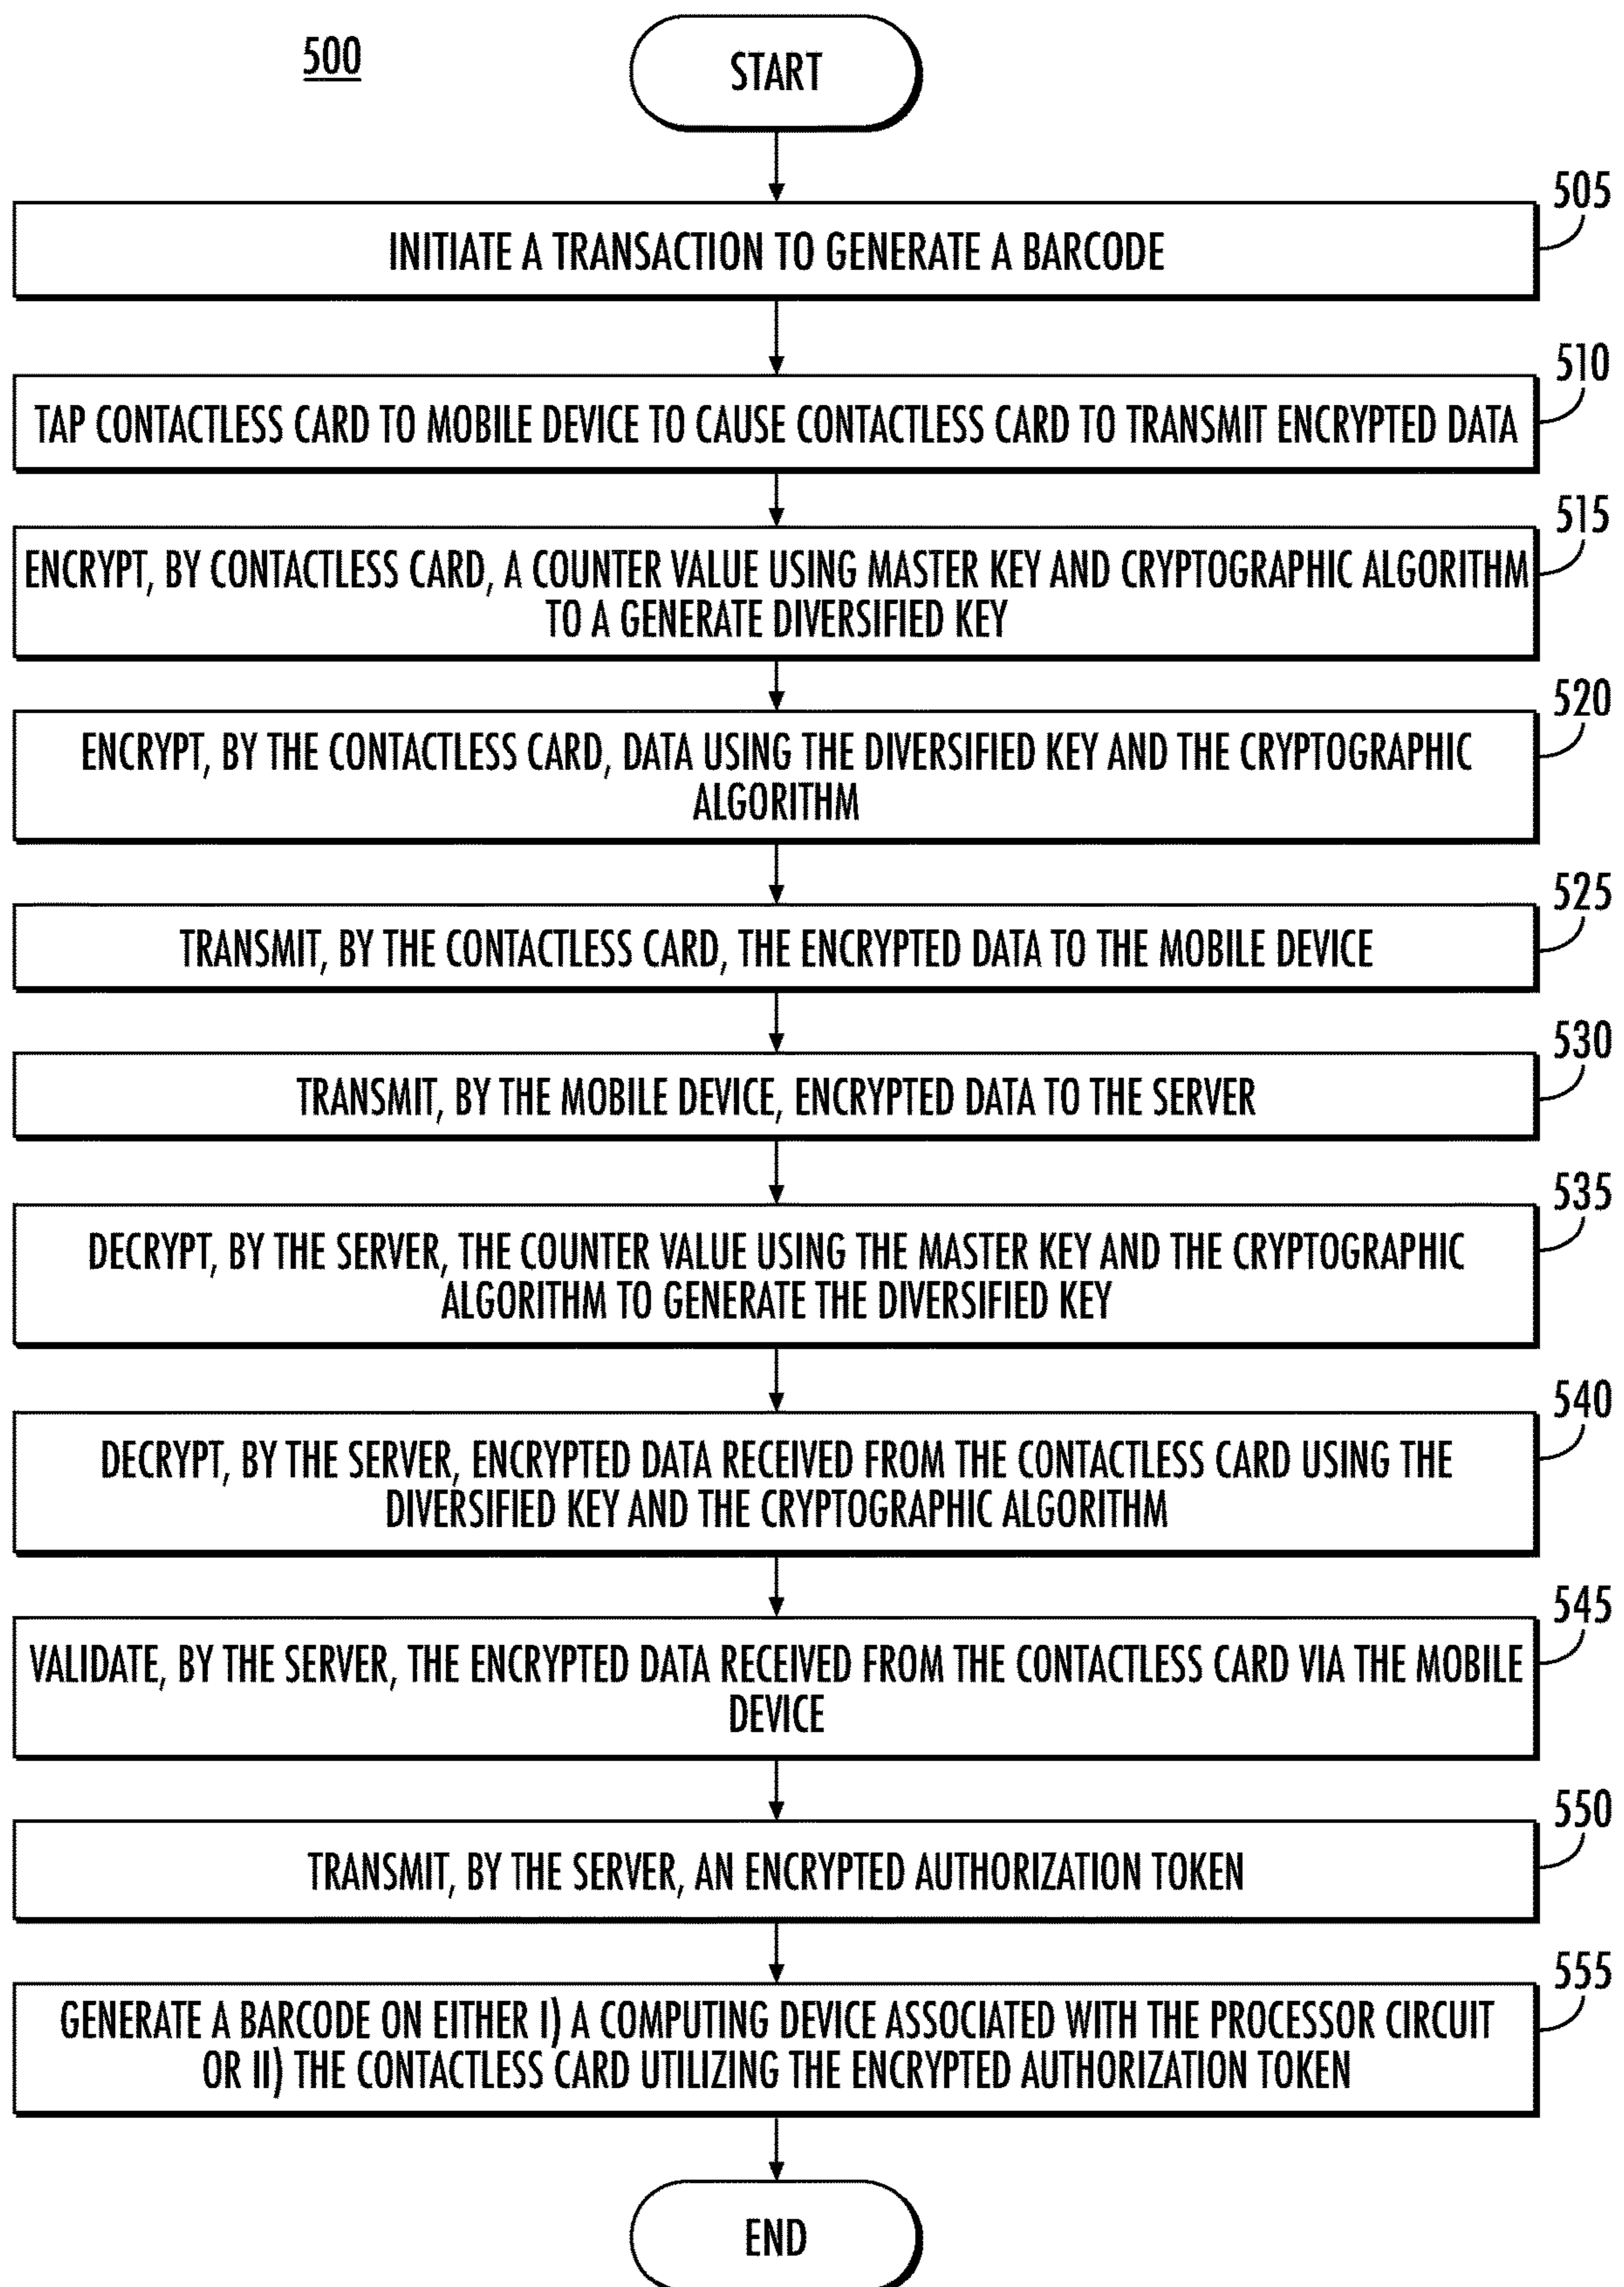 500
START
505
INITIATE A TRANSACTION TO GENERATE A BARCODE
510
TAP CONTACTLESS CARD TO MOBILE DEVICE TO CAUSE CONTACTLESS CARD TO TRANSMIT ENCRYPTED DATA
515
ENCRYPT, BY CONTACTLESS CARD, A COUNTER VALUE USING MASTER KEY AND CRYPTOGRAPHIC ALGORITHM
TO A GENERATE DIVERSIFIED KEY
520
ENCRYPT, BY THE CONTACTLESS CARD, DATA USING THE DIVERSIFIED KEY AND THE CRYPTOGRAPHIC
ALGORITHM
525
TRANSMIT, BY THE CONTACTLESS CARD, THE ENCRYPTED DATA TO THE MOBILE DEVICE
530
TRANSMIT, BY THE MOBILE DEVICE, ENCRYPTED DATA TO THE SERVER
535
DECRYPT, BY THE SERVER, THE COUNTER VALUE USING THE MASTER KEY AND THE CRYPTOGRAPHIC
ALGORITHM TO GENERATE THE DIVERSIFIED KEY
540
DECRYPT, BY THE SERVER, ENCRYPTED DATA RECEIVED FROM THE CONTACTLESS CARD USING THE
DIVERSIFIED KEY AND THE CRYPTOGRAPHIC ALGORITHM
545
VALIDATE, BY THE SERVER, THE ENCRYPTED DATA RECEIVED FROM THE CONTACTLESS CARD VIA THE MOBILE
DEVICE
550
TRANSMIT, BY THE SERVER, AN ENCRYPTED AUTHORIZATION TOKEN
555
GENERATE A BARCODE ON EITHER I) A COMPUTING DEVICE ASSOCIATED WITH THE PROCESSOR CIRCUIT
OR II) THE CONTACTLESS CARD UTILIZING THE ENCRYPTED AUTHORIZATION TOKEN
END